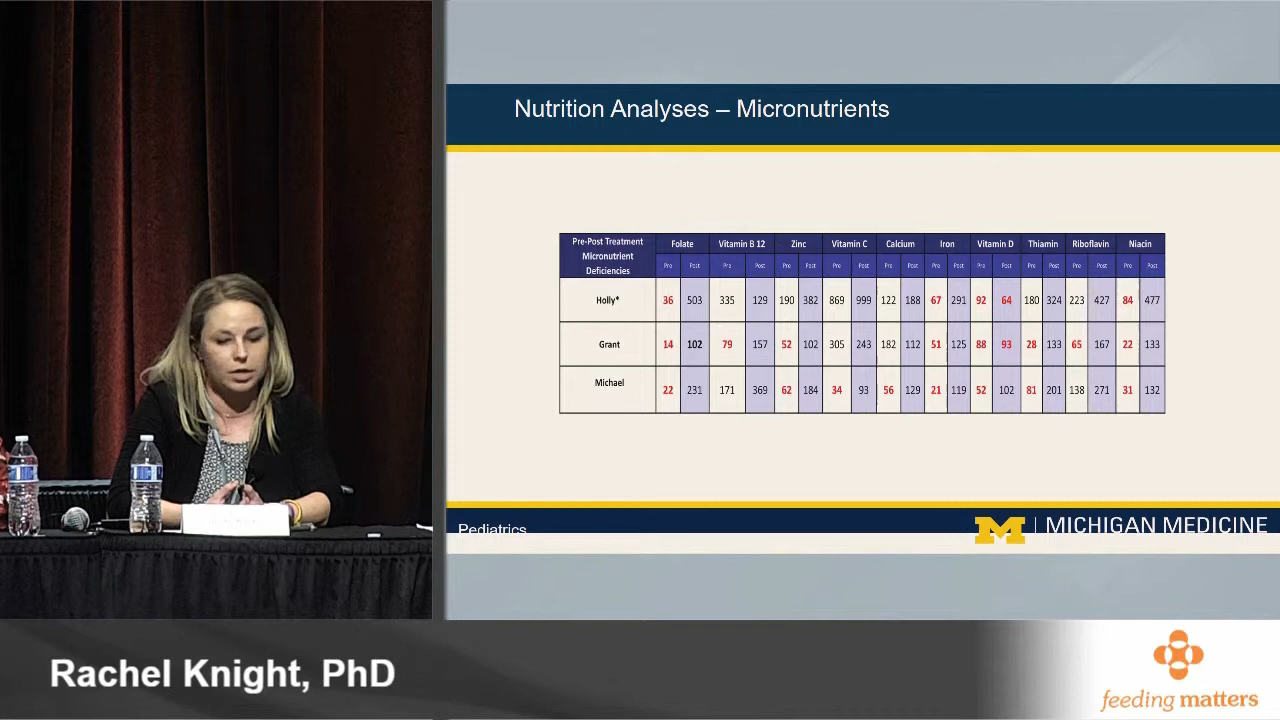 Nutrition Analyses – Micronutrients
Pre-Post Treatment Micronutrient Deficiencies Folate Vitamin B 12 Zinc Vitamin C Calcium Iron Vitamin D Thiamin Riboflavin Niacin
Pre Post Pre Post Pre Post Pre Post Pre Post Pre Post Pre Post Pre Post Pre Post Pre Post
Holly* 36 503 335 129 190 382 869 999 122 188 67 291 92 64 180 324 223 427 84 477
Grant 14 102 79 157 52 102 305 243 182 112 51 125 88 93 28 133 65 167 22 133
Michael 22 231 171 369 62 184 34 93 56 129 21 119 52 102 81 201 138 271 31 132
Pediatrics
M | MICHIGAN MEDICINE
Rachel Knight, PhD
feeding matters